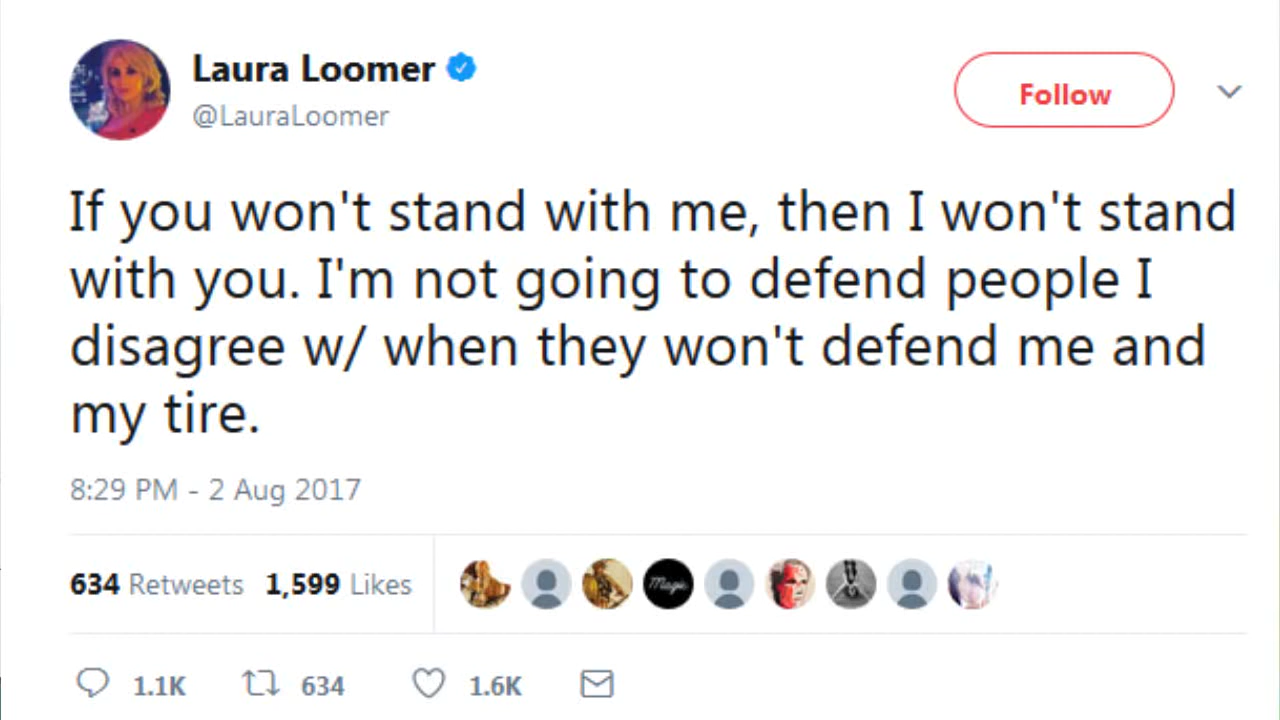 Laura Loomer
@LauraLoomer
Follow
If you won't stand with me, then I won't stand
with you. I'm not going to defend people I
disagree w/ when they won't defend me and
my tire.
8:29 PM - 2 Aug 2017
634 Retweets 1,599 Likes
Magic
1.1K 634 1.6K